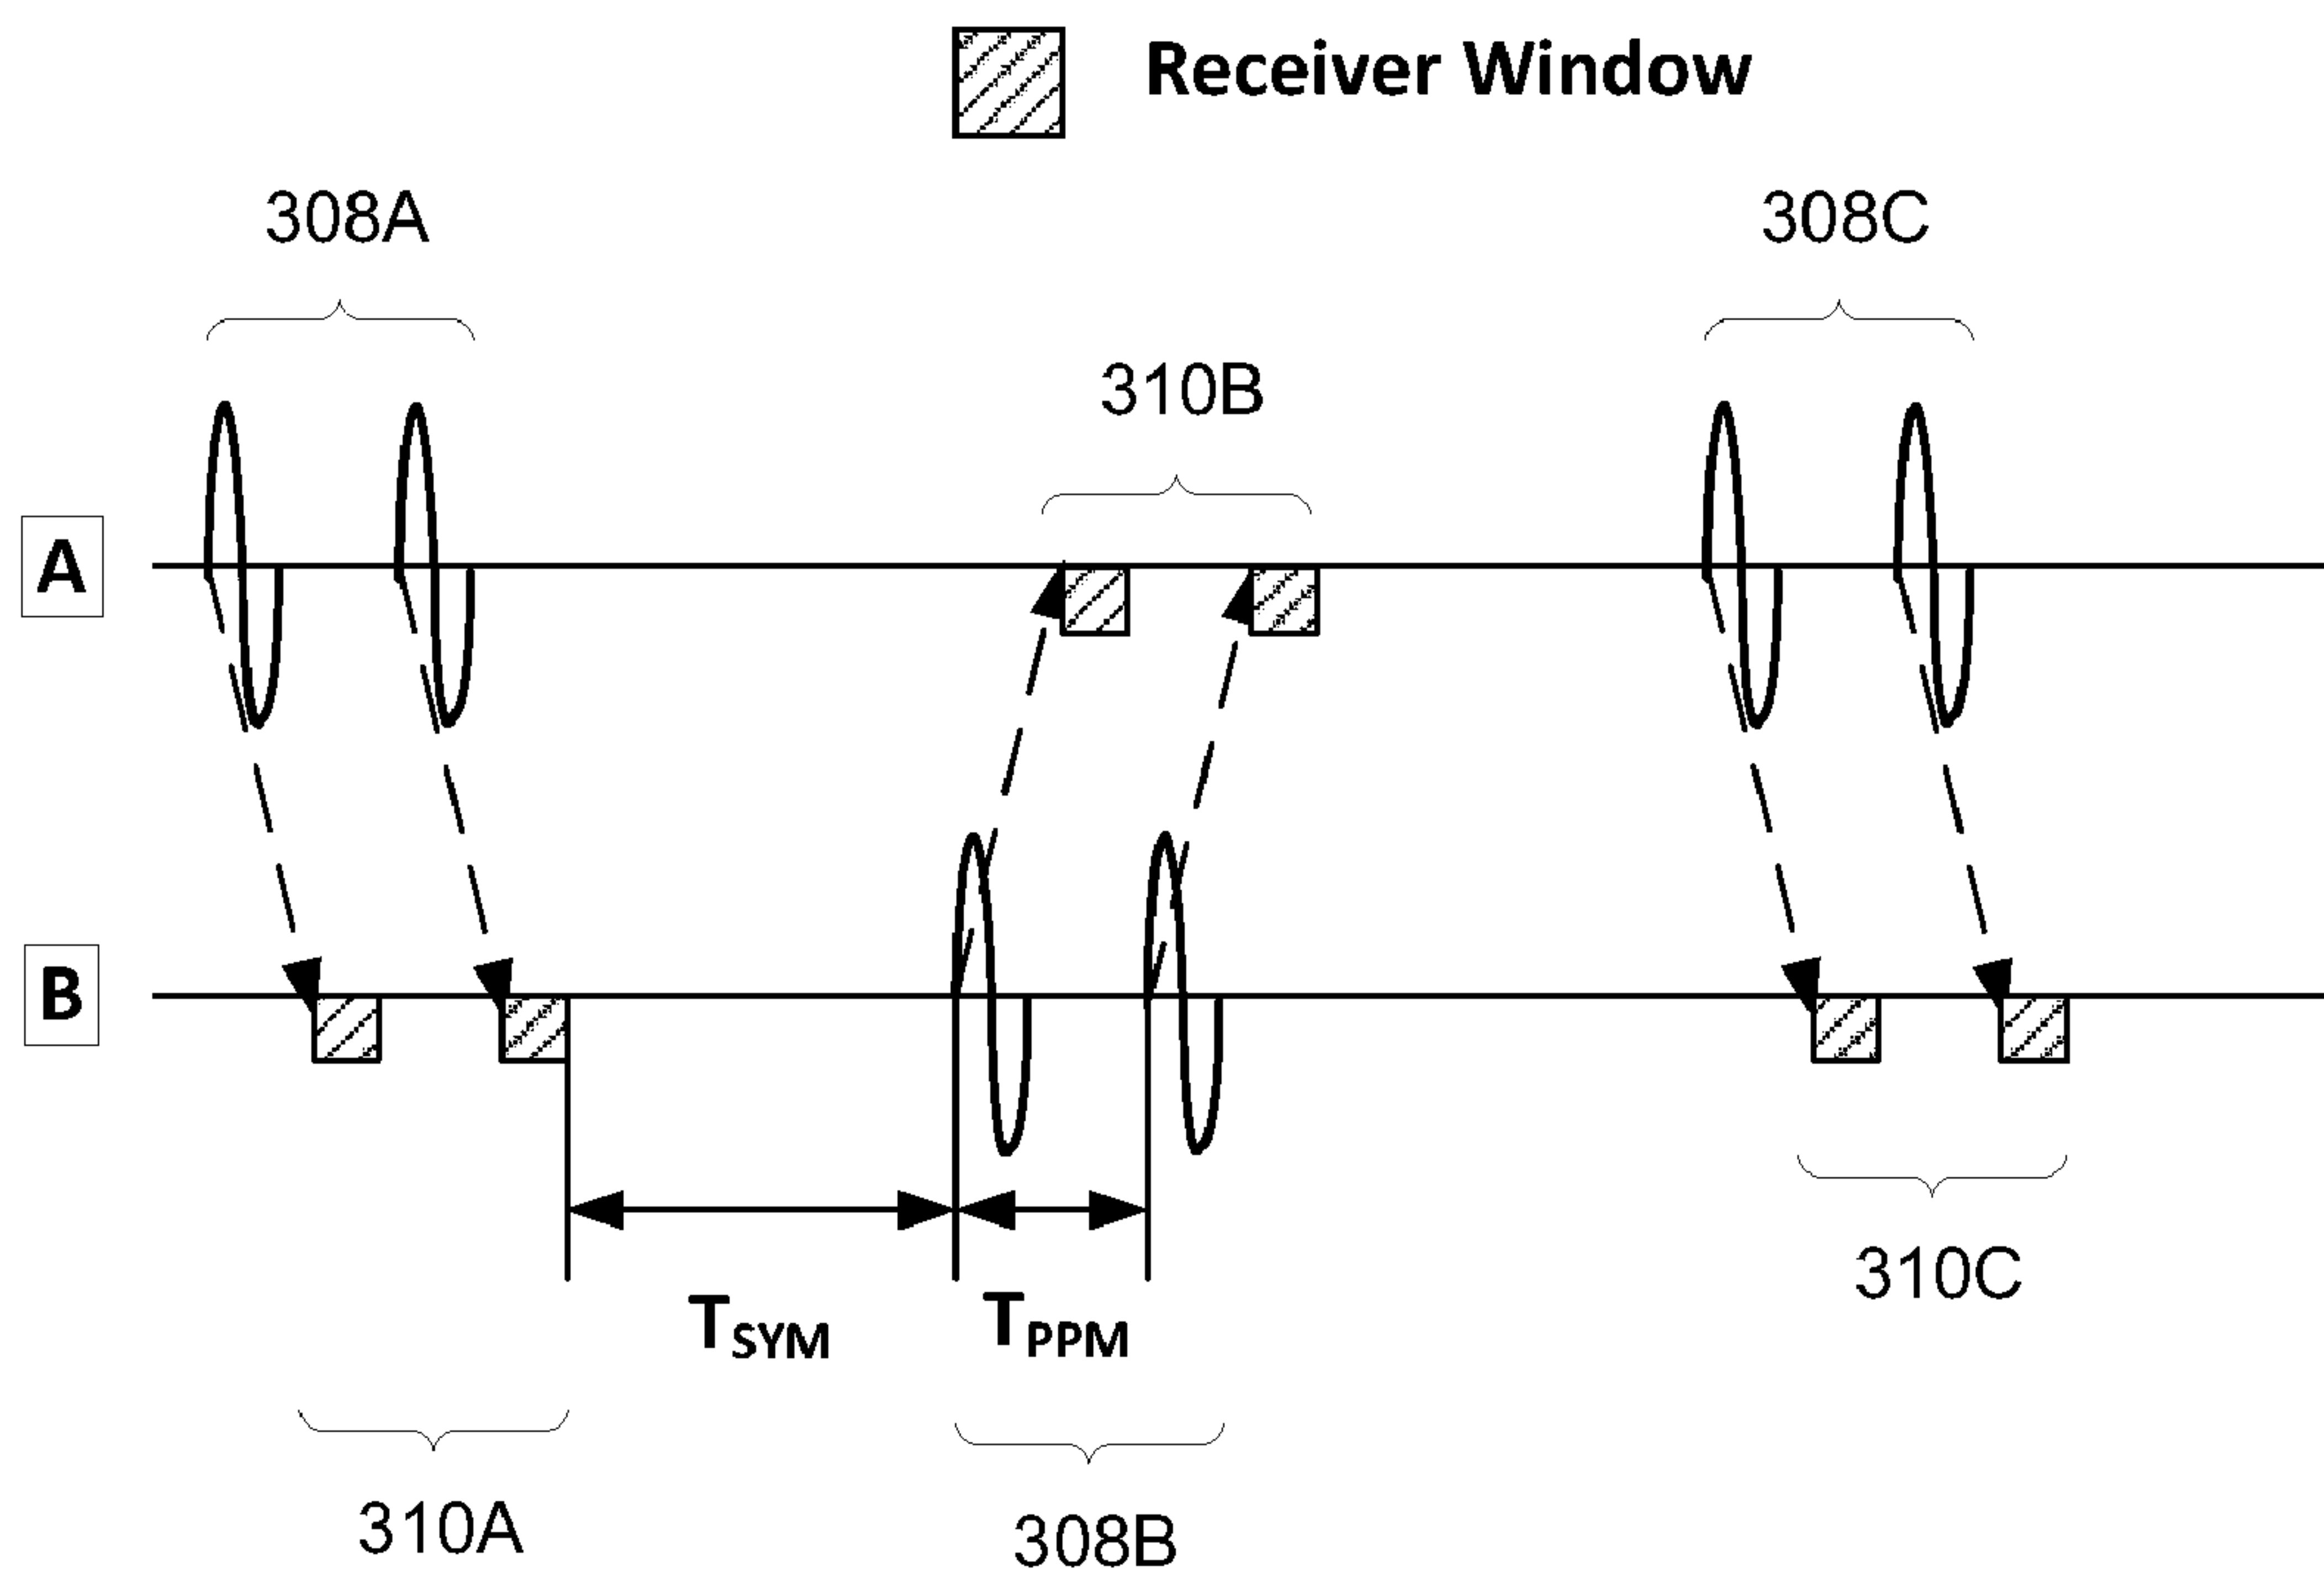 Receiver Window
308A
308C
310B
A
B
TSYM
TPPM
310C
310A
308B